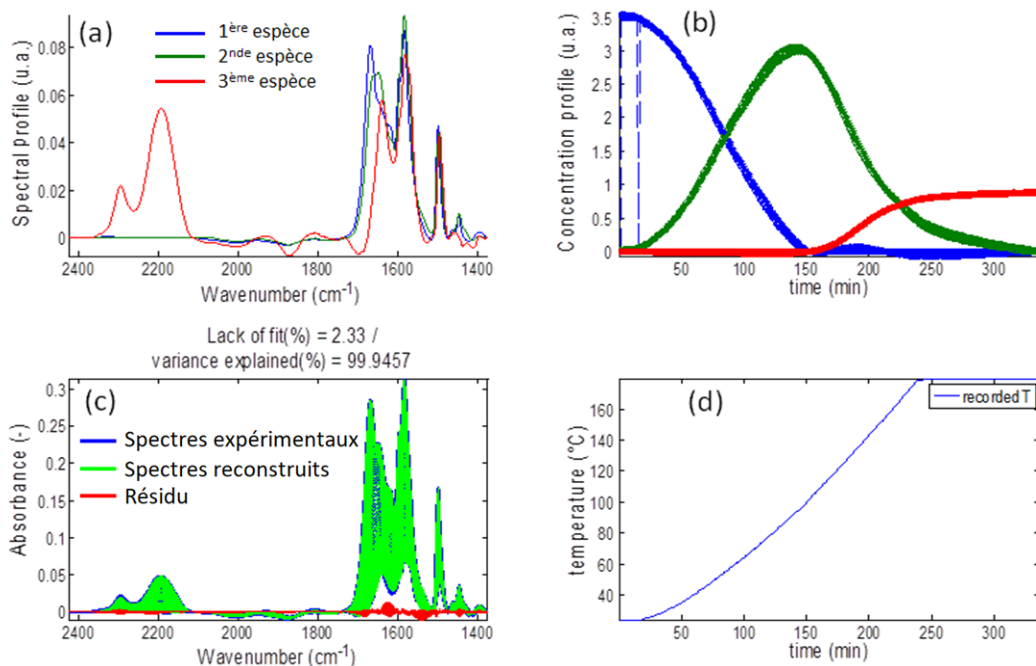 (a)
1ère espèce
2nde espèce
3ème espèce
Spectral profile (u.a.)
0.08
0.06
0.04
0.02
0
2400 2200 2000 1800 1600 1400
Wavenumber (cm-1)
(b)
Concentration profile (u.a.)
3.5
3
2.5
2
1.5
1
0.5
0
50 100 150 200 250 300
time (min)
Lack of fit(%) = 2.33 /
variance explained(%) = 99.9457
(c)
Spectres expérimentaux
Spectres reconstruits
Résidu
Absorbance (-)
0.3
0.25
0.2
0.15
0.1
0.05
0
2400 2200 2000 1800 1600 1400
Wavenumber (cm-1)
(d)
recorded T
temperature (°C)
160
140
120
100
80
60
40
50 100 150 200 250 300
time (min)